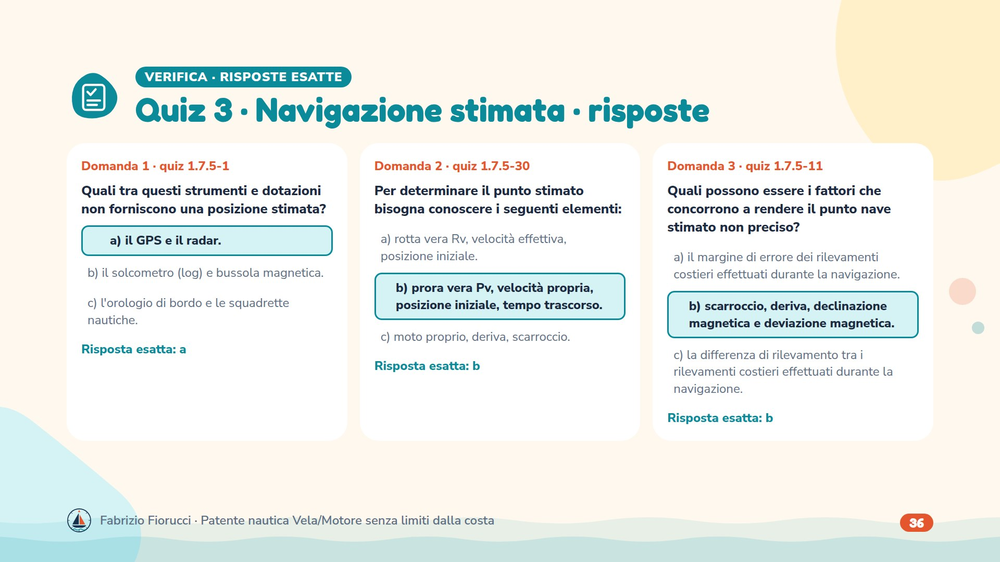 VERIFICA · RISPOSTE ESATTE
Quiz 3 · Navigazione stimata · risposte
Domanda 1 · quiz 1.7.5-1
Quali tra questi strumenti e dotazioni
non forniscono una posizione stimata?
a) il GPS e il radar.
b) il solcometro (log) e bussola magnetica.
c) l'orologio di bordo e le squadrette
nautiche.
Risposta esatta: a
Domanda 2 · quiz 1.7.5-30
Per determinare il punto stimato
bisogna conoscere i seguenti elementi:
a) rotta vera Rv, velocità effettiva,
posizione iniziale.
b) prora vera Pv, velocità propria,
posizione iniziale, tempo trascorso.
c) moto proprio, deriva, scarroccio.
Risposta esatta: b
Domanda 3 · quiz 1.7.5-11
Quali possono essere i fattori che
concorrono a rendere il punto nave
stimato non preciso?
a) il margine di errore dei rilevamenti
costieri effettuati durante la navigazione.
b) scarroccio, deriva, declinazione
magnetica e deviazione magnetica.
c) la differenza di rilevamento tra i
rilevamenti costieri effettuati durante la
navigazione.
Risposta esatta: b
Fabrizio Fiorucci · Patente nautica Vela/Motore senza limiti dalla costa
36